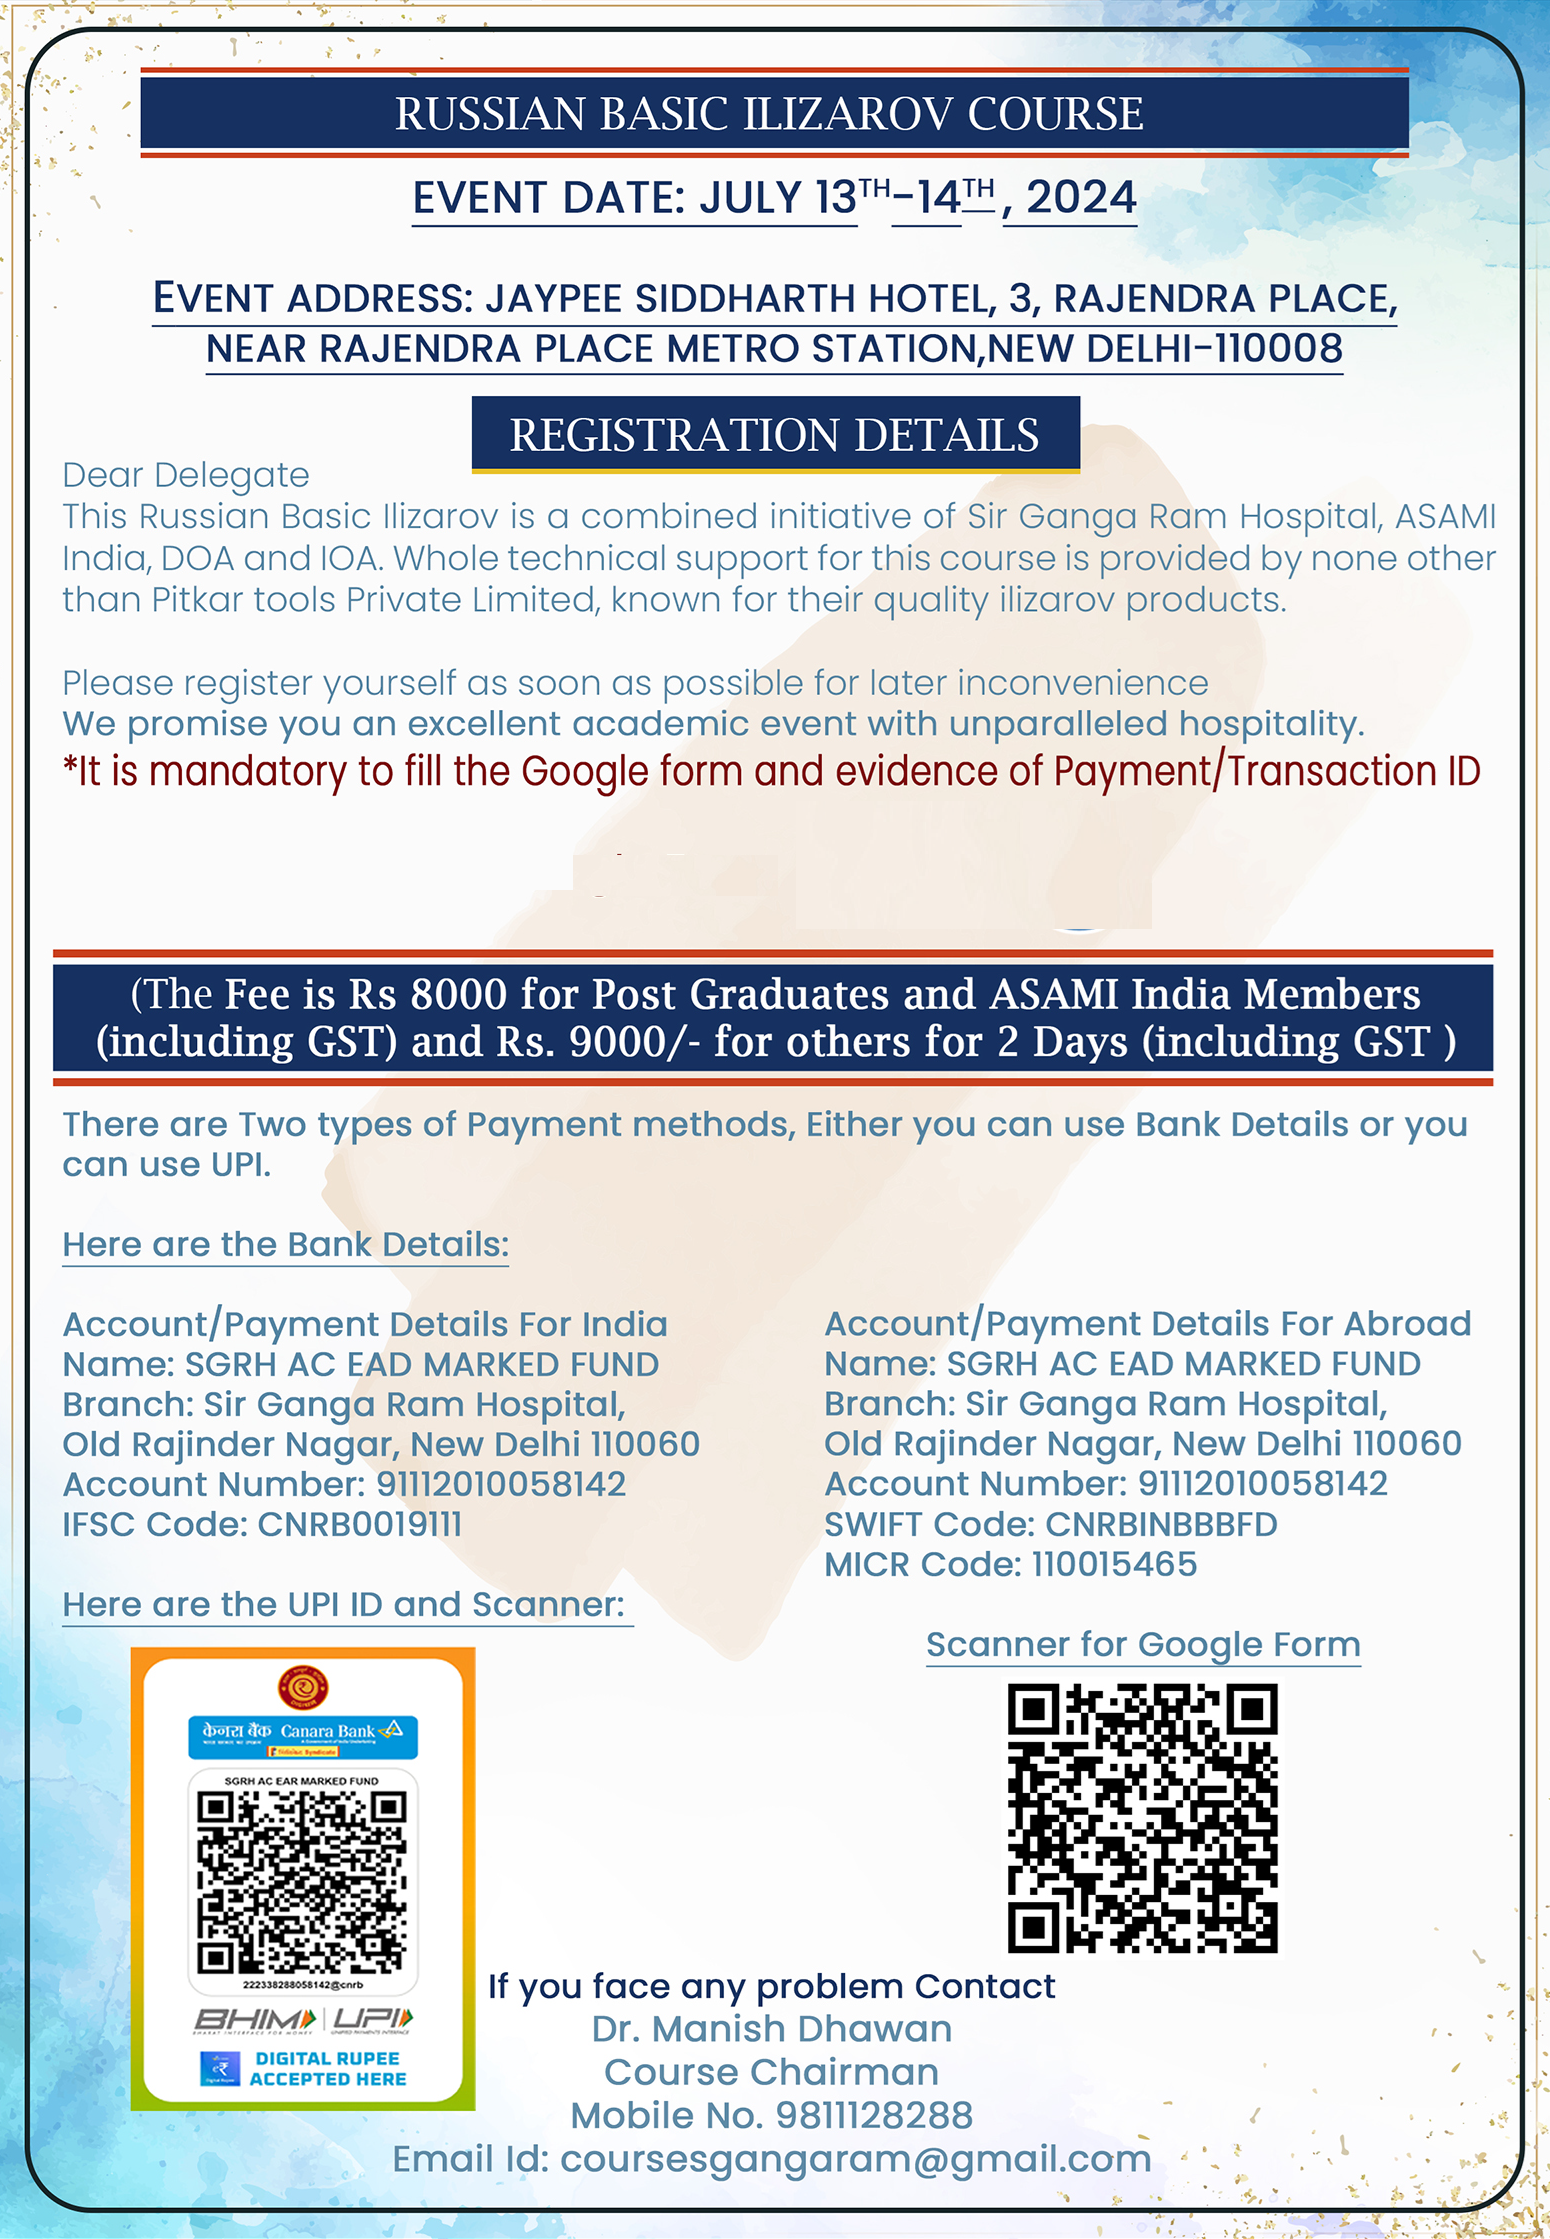 RUSSIAN BASIC ILIZAROV COURSE
EVENT DATE: JULY 13TH-14TH, 2024
EVENT ADDRESS: JAYPEE SIDDHARTH HOTEL, 3, RAJENDRA PLACE,
NEAR RAJENDRA PLACE METRO STATION,NEW DELHI-110008
REGISTRATION DETAILS
Dear Delegate
This Russian Basic Ilizarov is a combined initiative of Sir Ganga Ram Hospital, ASAMI
India, DOA and IOA. Whole technical support for this course is provided by none other
than Pitkar tools Private Limited, known for their quality ilizarov products.
Please register yourself as soon as possible for later inconvenience
We promise you an excellent academic event with unparalleled hospitality.
*It is mandatory to fill the Google form and evidence of Payment/Transaction ID
(The Fee is Rs 8000 for Post Graduates and ASAMI India Members
(including GST) and Rs. 9000/- for others for 2 Days (including GST )
There are Two types of Payment methods, Either you can use Bank Details or you
can use UPI.
Here are the Bank Details:
Account/Payment Details For India
Name: SGRH AC EAD MARKED FUND
Branch: Sir Ganga Ram Hospital,
Old Rajinder Nagar, New Delhi 110060
Account Number: 91112010058142
IFSC Code: CNRB0019111
Account/Payment Details For Abroad
Name: SGRH AC EAD MARKED FUND
Branch: Sir Ganga Ram Hospital,
Old Rajinder Nagar, New Delhi 110060
Account Number: 91112010058142
SWIFT Code: CNRBINBBBFD
MICR Code: 110015465
Here are the UPI ID and Scanner:
केनरा बैंक Canara Bank
Syndicate
SGRH AC EAR MARKED FUND
222338288058142@cnrb
BHIM UPI
BHARAT INTERFACE FOR MONEY UNIFIED PAYMENTS INTERFACE
DIGITAL RUPEE
ACCEPTED HERE
Scanner for Google Form
If you face any problem Contact
Dr. Manish Dhawan
Course Chairman
Mobile No. 9811128288
Email Id: coursesgangaram@gmail.com